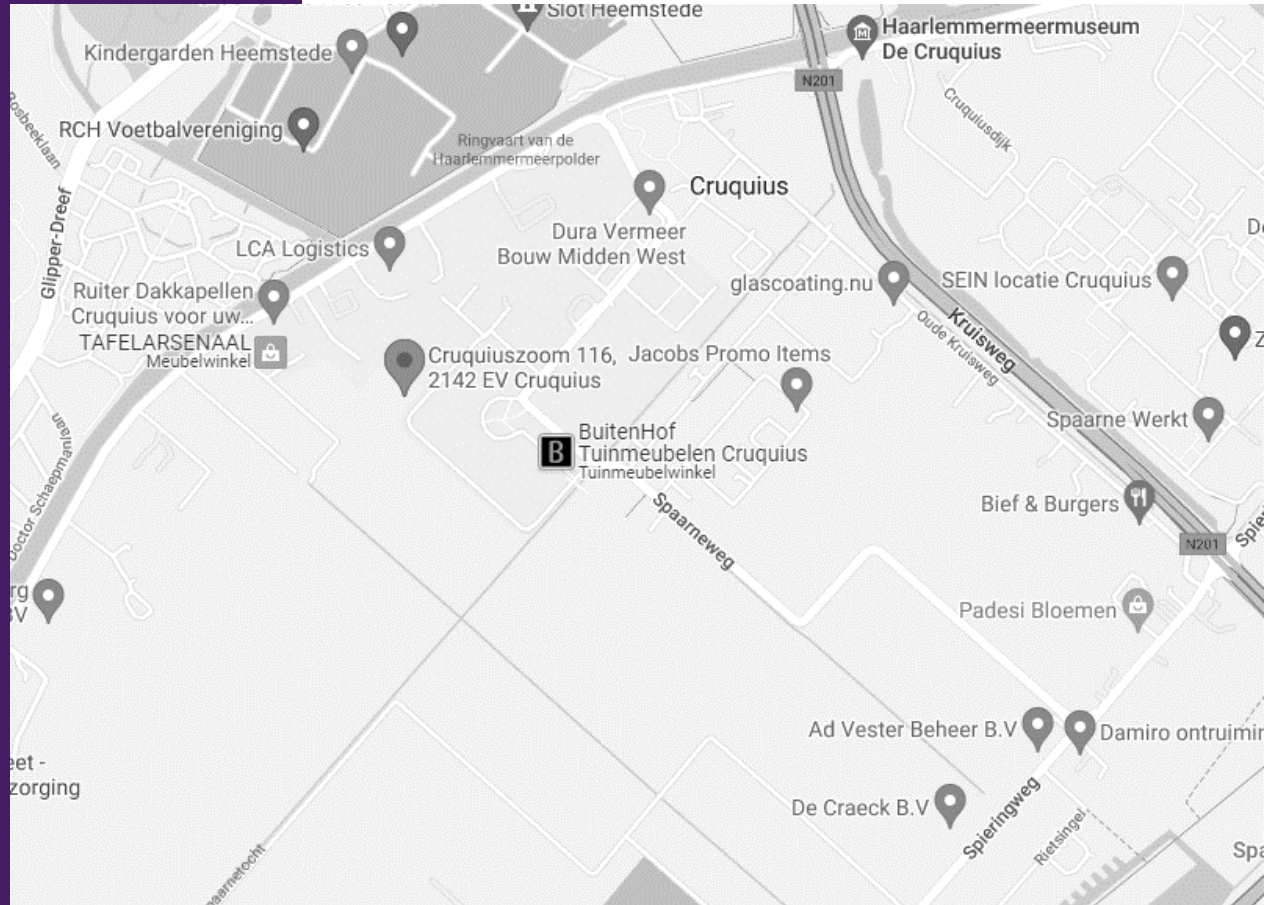 Slot Heemstede
Haarlemmermeermuseum
De Cruquius
Kindergarden Heemstede
N201
Cruquiusdijk
RCH Voetbalvereniging
Ringvaart van de
Haarlemmermeerpolder
Cruquius
Glipper-Dreef
Dura Vermeer
Bouw Midden West
LCA Logistics
glascoating.nu
SEIN locatie Cruquius
Ruiter Dakkapellen
Cruquius voor uw...
Kruisweg
Oude Kruisweg
TAFELARSENAAL
Meubelwinkel
Cruquiuszoom 116,
2142 EV Cruquius
Jacobs Promo Items
Spaarne Werkt
B
BuitenHof
Tuinmeubelen Cruquius
Tuinmeubelwinkel
Doctor Schaepmanlaan
Spaarneweg
Bief & Burgers
N201
Padesi Bloemen
Ad Vester Beheer B.V
Damiro ontruimin
De Craeck B.V
Spieringweg
Rietsingel